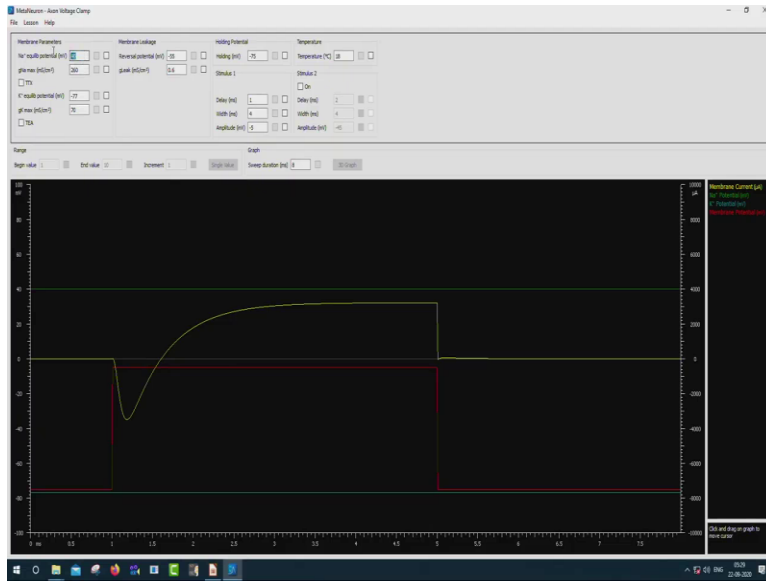 MetaNeuron - Axon Voltage Clamp
File Lesson Help
Membrane Parameters
Membrane Leakage
Holding Potential
Temperature
Na⁺ equilib potential (mV)
Reversal potential (mV) -50
Holding (mV) -75
Temperature (°C) 18
gNa max (mS/cm²) 260
gLeak (mS/cm²) 0.6
Stimulus 1
Stimulus 2
TTX
On
K⁺ equilib potential (mV) -77
Delay (ms) 1
Delay (ms)
gK max (mS/cm²) 70
Width (ms) 4
Width (ms) 4
TEA
Amplitude (mV) -5
Amplitude (mV)
Range
Graph
Begin value 1 End value 10 Increment 1 Single Value
Sweep duration (ms) 8 3D Graph
100
mV
80
60
40
20
0
-20
-40
-60
-80
-100
0 ms 0.5 1 1.5 2 2.5 3 3.5 4 4.5 5 5.5 6 6.5 7 7.5
10000
µA
8000
6000
4000
2000
0
-2000
-4000
-6000
-8000
-10000
Membrane Current (µA)
Na⁺ Potential (mV)
K⁺ Potential (mV)
Membrane Potential (mV)
Click and drag on graph to
move cursor
ENG
05:29
22-09-2020